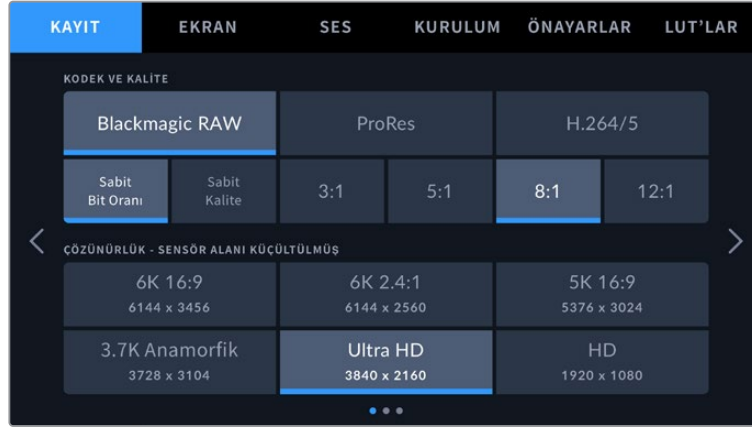 KAYIT EKRAN SES KURULUM ÖNAYARLAR LUT’LAR
KODEK VE KALİTE
Blackmagic RAW ProRes H.264/5
Sabit Bit Oranı Sabit Kalite 3:1 5:1 8:1 12:1
ÇÖZÜNÜRLÜK - SENSÖR ALANI KÜÇÜLTÜLMÜŞ
6K 16:9 6K 2.4:1 5K 16:9
6144 x 3456 6144 x 2560 5376 x 3024
3.7K Anamorfik Ultra HD HD
3728 x 3104 3840 x 2160 1920 x 1080